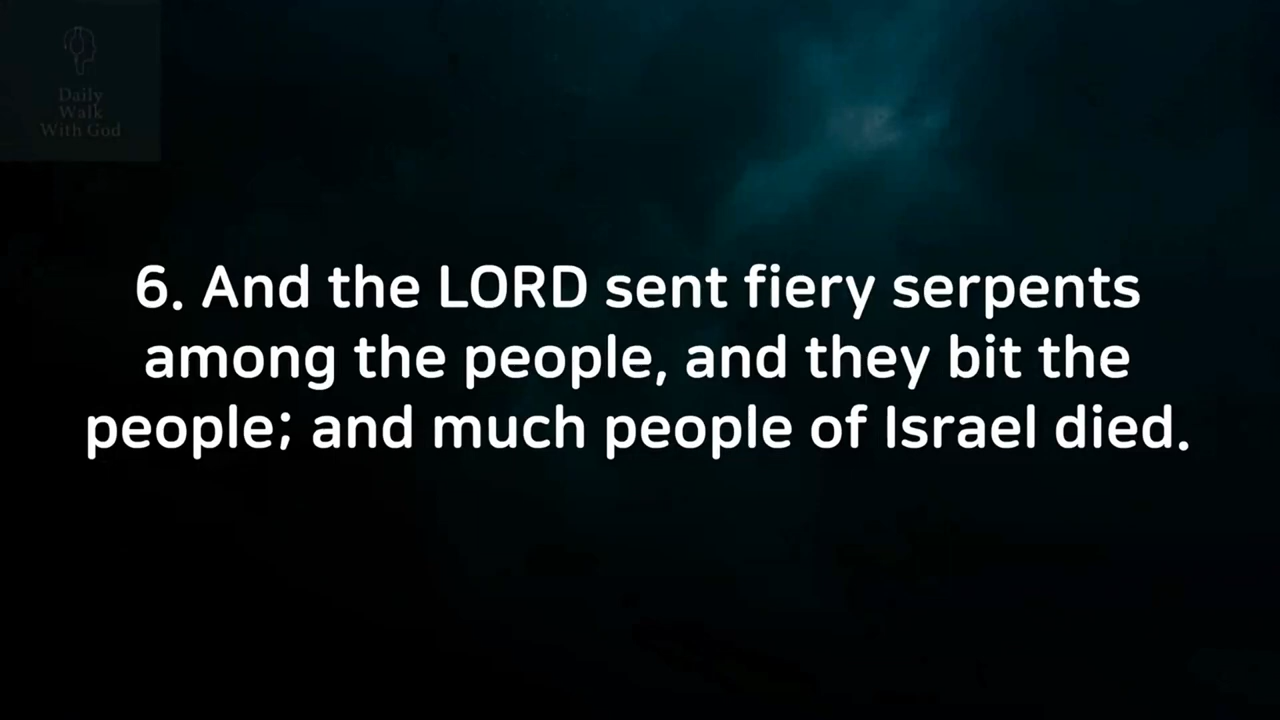 Daily
Walk
With God
6. And the LORD sent fiery serpents
among the people, and they bit the
people; and much people of Israel died.